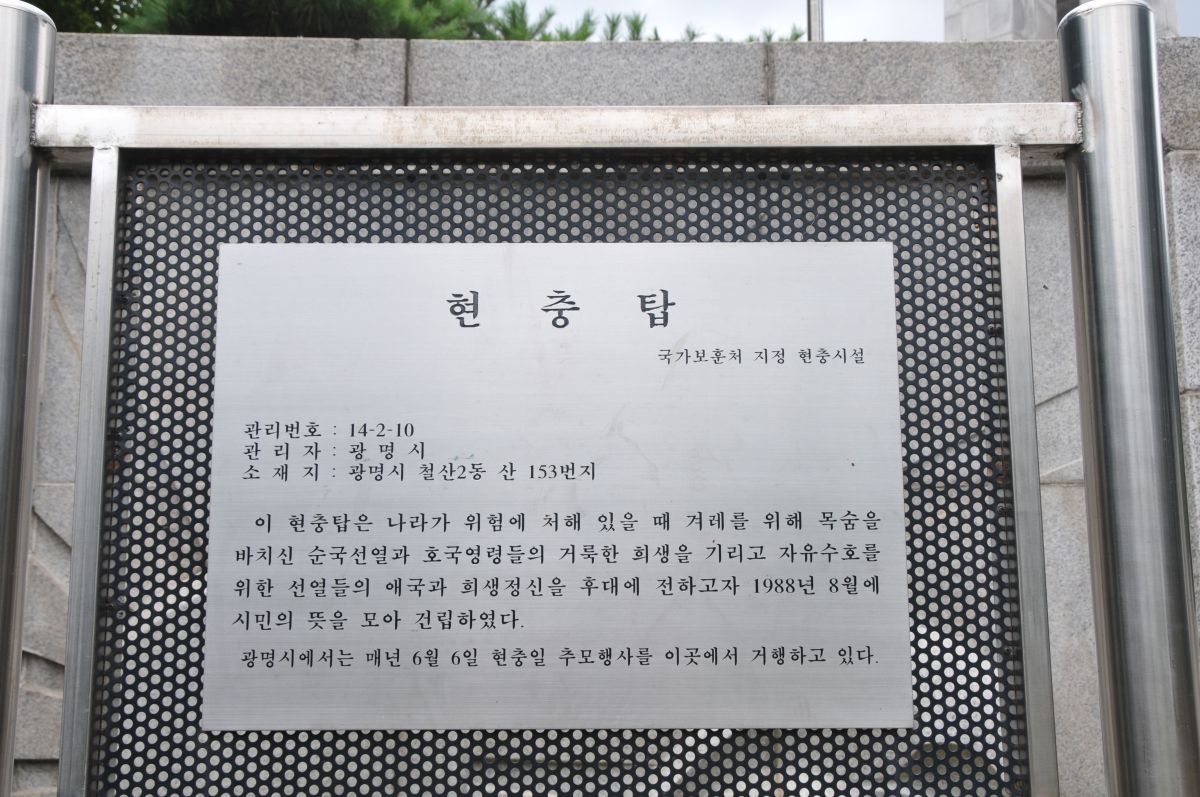 현 충 탑
국가보훈처 지정 현충시설
관리번호 : 14-2-10
관 리 자 : 광 명 시
소 재 지 : 광명시 철산2동 산 153번지
이 현충탑은 나라가 위험에 처해 있을 때 겨레를 위해 목숨을
바치신 순국선열과 호국영령들의 거룩한 희생을 기리고 자유수호를
위한 선열들의 애국과 희생정신을 후대에 전하고자 1988년 8월에
시민의 뜻을 모아 건립하였다.
광명시에서는 매년 6월 6일 현충일 추모행사를 이곳에서 거행하고 있다.